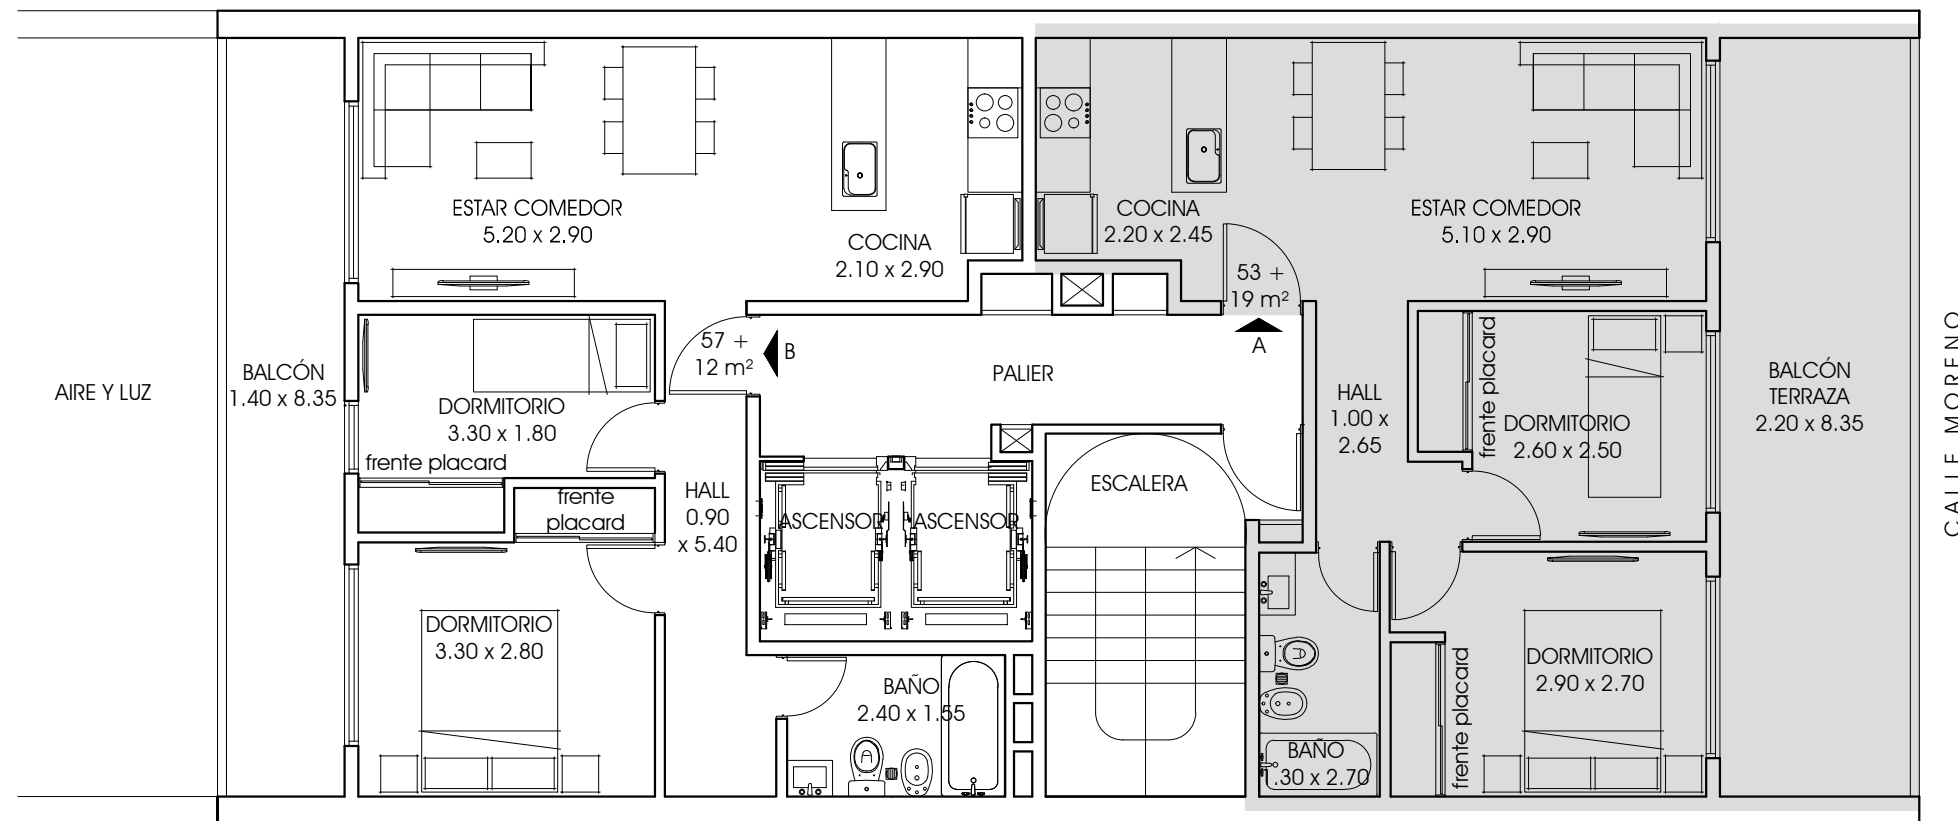 ESTAR COMEDOR
5.20 x 2.90
COCINA
2.10 x 2.90
COCINA
2.20 x 2.45
ESTAR COMEDOR
5.10 x 2.90
53 +
19 m²
A
57 +
12 m²
B
PALIER
AIRE Y LUZ
BALCÓN
1.40 x 8.35
DORMITORIO
3.30 x 1.80
frente placard
frente
placard
HALL
0.90
x 5.40
ASCENSOR
ASCENSOR
ESCALERA
HALL
1.00 x
2.65
frente placard
DORMITORIO
2.60 x 2.50
BALCÓN
TERRAZA
2.20 x 8.35
CALLE MORENO
DORMITORIO
3.30 x 2.80
BAÑO
2.40 x 1.55
BAÑO
.30 x 2.70
frente placard
DORMITORIO
2.90 x 2.70